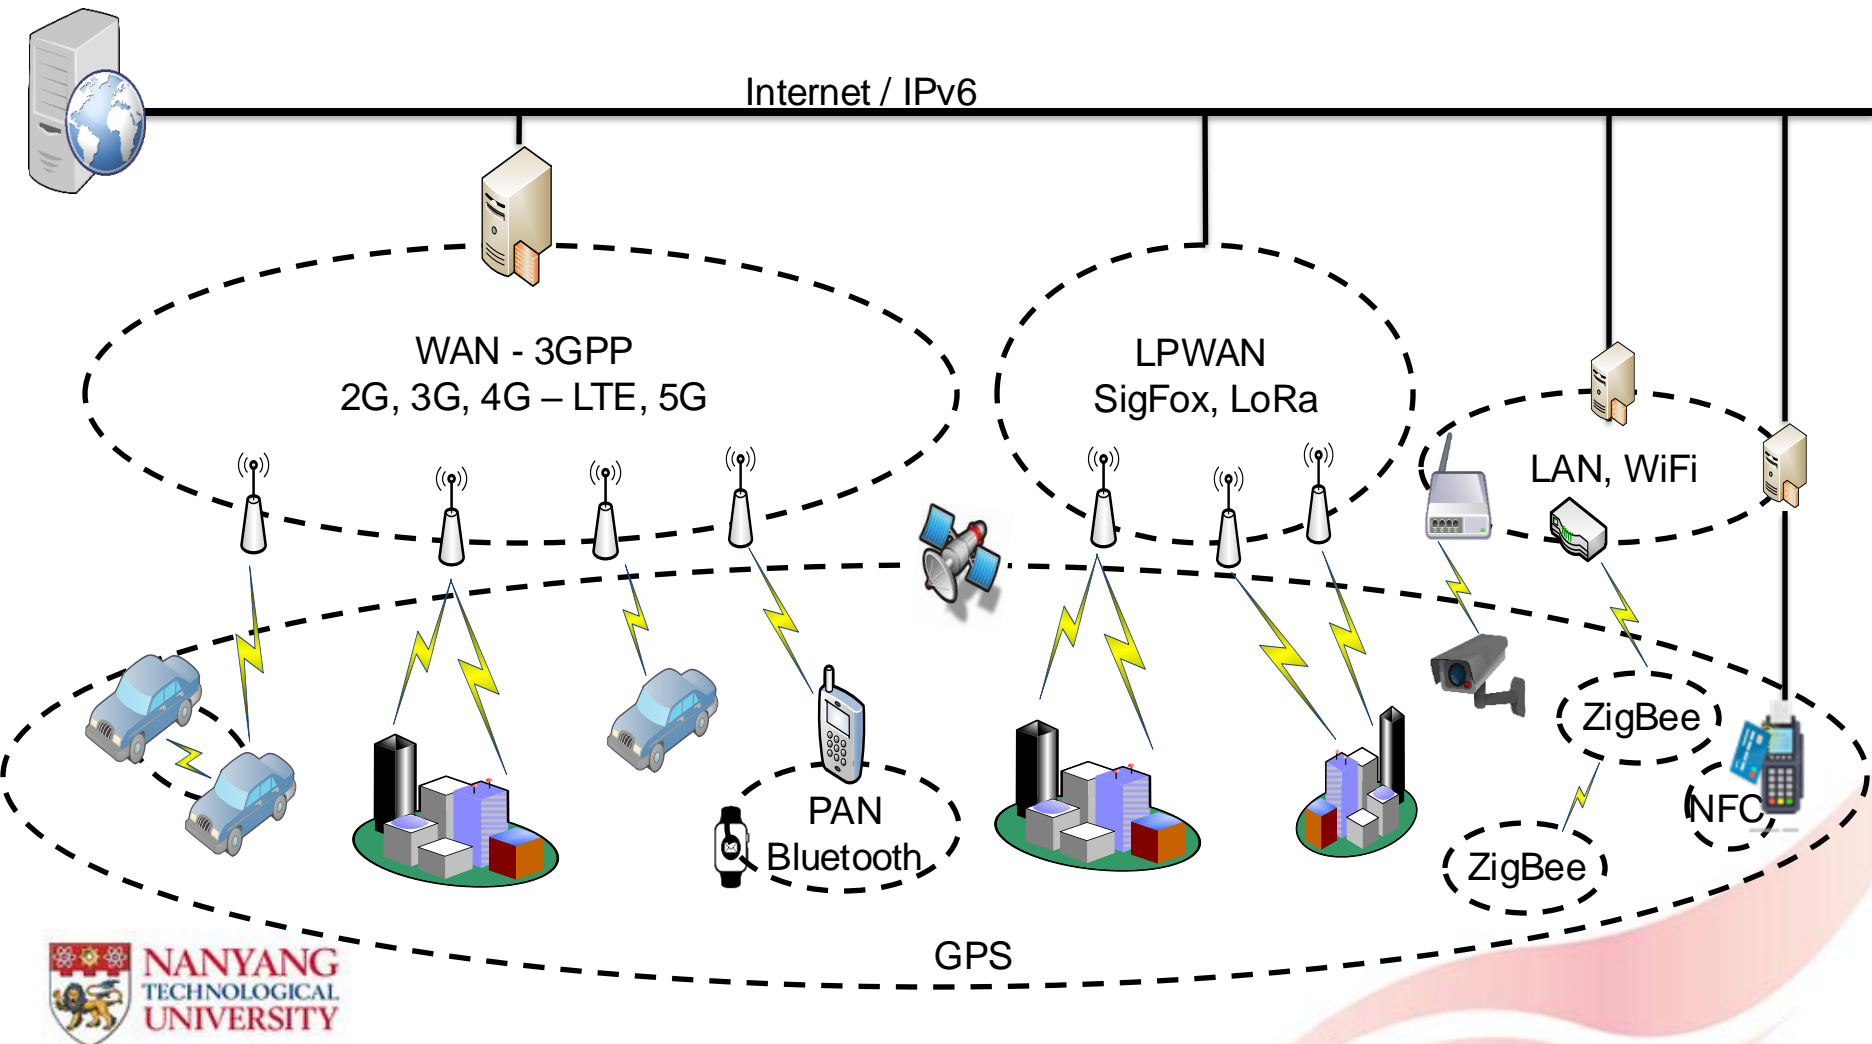 Internet / IPv6
WAN - 3GPP
2G, 3G, 4G – LTE, 5G
LPWAN
SigFox, LoRa
LAN, WiFi
ZigBee
NFC
PAN
Bluetooth
ZigBee
GPS
NANYANG
TECHNOLOGICAL
UNIVERSITY